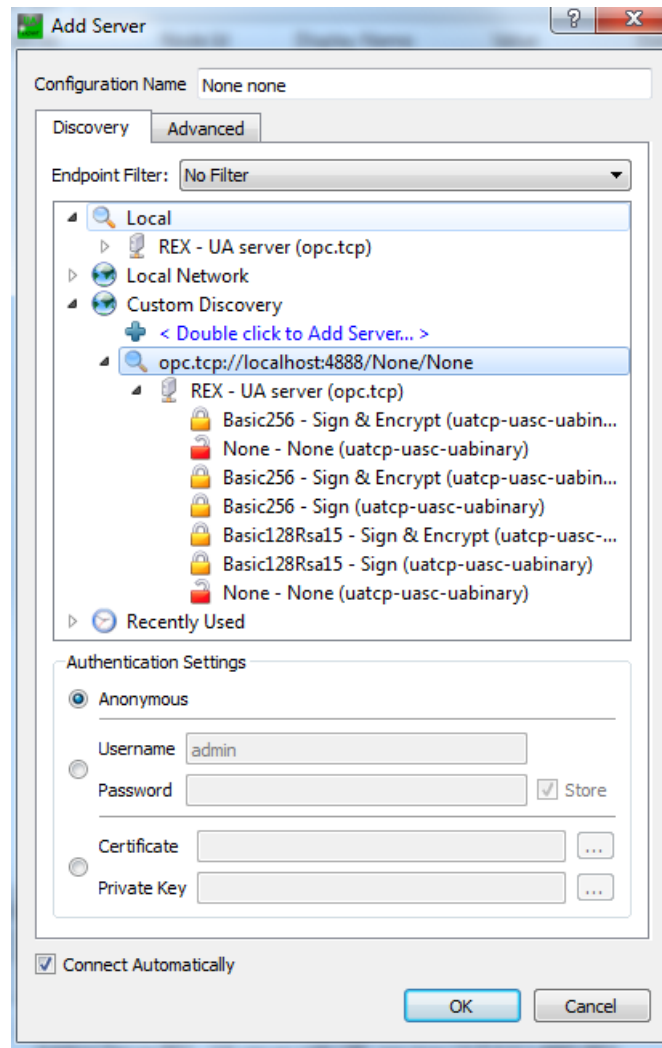 Add Server
Configuration Name None none
Discovery Advanced
Endpoint Filter: No Filter
Local
REX - UA server (opc.tcp)
Local Network
Custom Discovery
< Double click to Add Server... >
opc.tcp://localhost:4888/None/None
REX - UA server (opc.tcp)
Basic256 - Sign & Encrypt (uatcp-uasc-uabin...
None - None (uatcp-uasc-uabinary)
Basic256 - Sign & Encrypt (uatcp-uasc-uabin...
Basic256 - Sign (uatcp-uasc-uabinary)
Basic128Rsa15 - Sign & Encrypt (uatcp-uasc-...
Basic128Rsa15 - Sign (uatcp-uasc-uabinary)
None - None (uatcp-uasc-uabinary)
Recently Used
Authentication Settings
Anonymous
Username admin
Password Store
Certificate ...
Private Key ...
Connect Automatically
OK Cancel